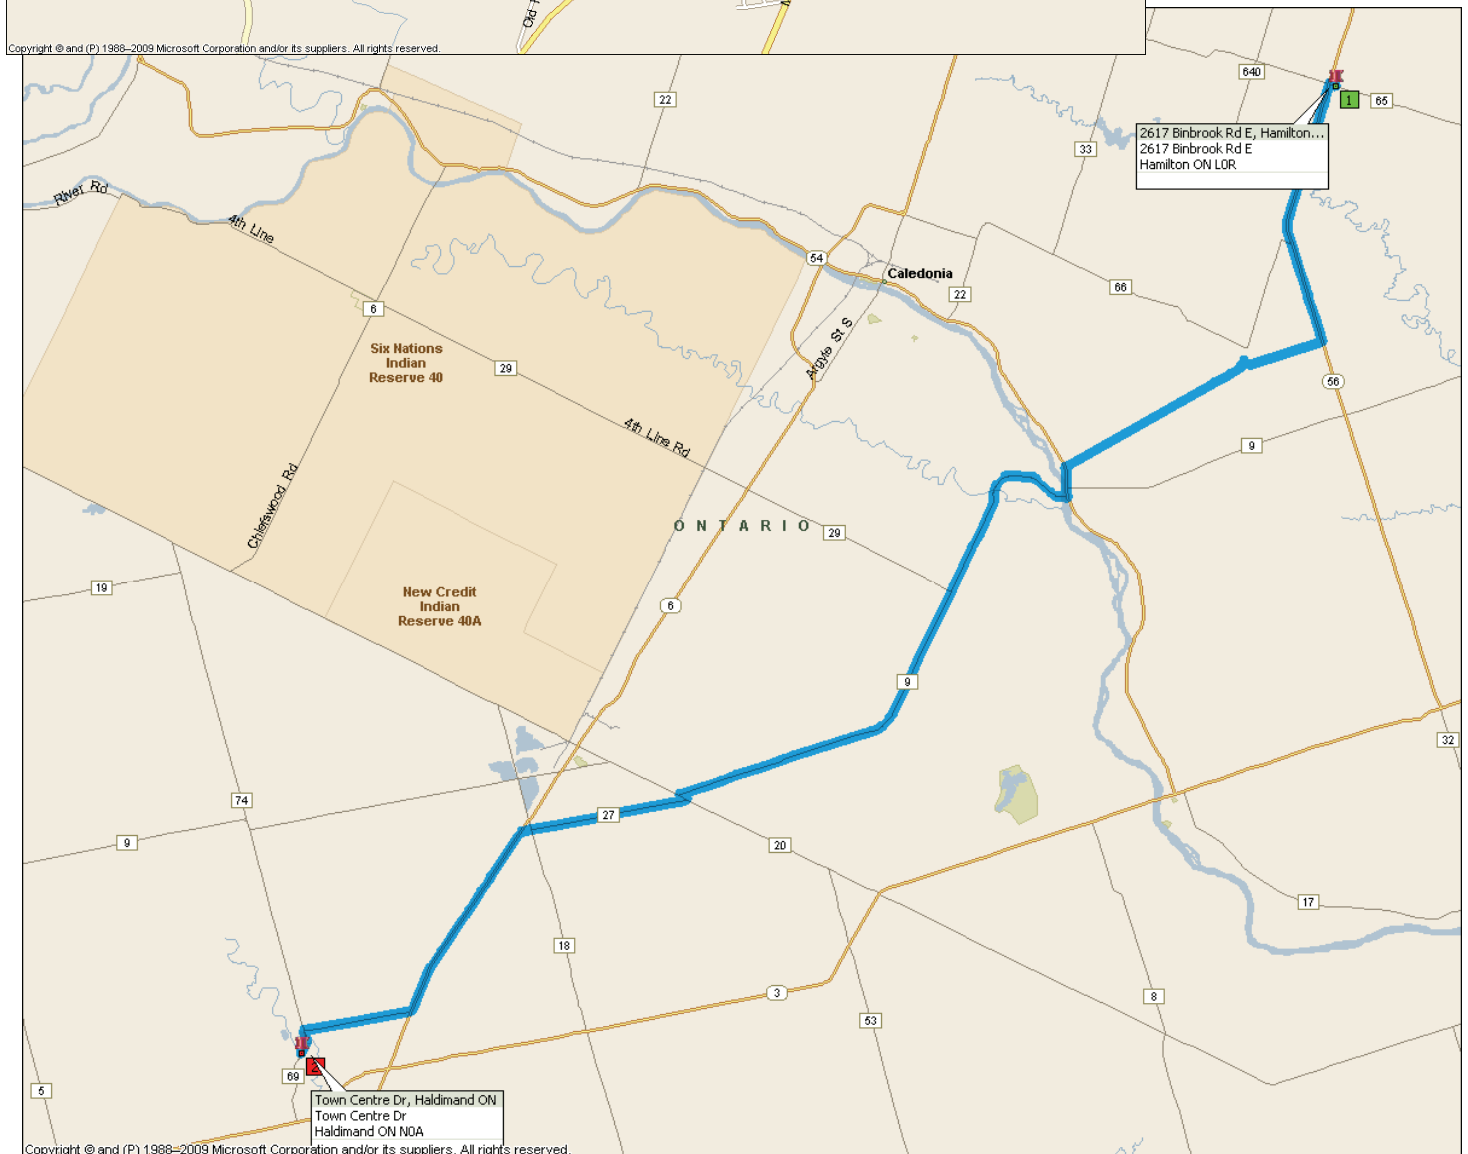 Old
Copyright © and (P) 1988–2009 Microsoft Corporation and/or its suppliers. All rights reserved.
640
1
65
22
2617 Binbrook Rd E, Hamilton...
2617 Binbrook Rd E
Hamilton ON L0R
33
River Rd
4th Line
54
Caledonia
66
22
6
Argyle St S
Six Nations
Indian
Reserve 40
29
56
4th Line Rd
9
Chiefswood Rd
ONTARIO
29
19
New Credit
Indian
Reserve 40A
6
9
32
74
27
9
20
17
18
3
8
53
2
69
5
Town Centre Dr, Haldimand ON
Town Centre Dr
Haldimand ON N0A
Copyright © and (P) 1988–2009 Microsoft Corporation and/or its suppliers. All rights reserved.